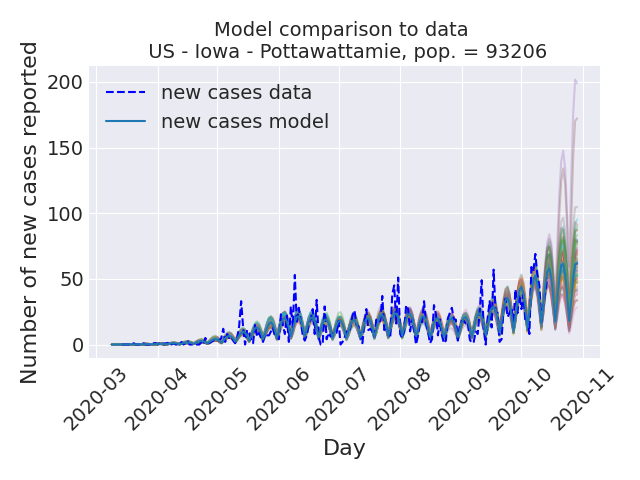 Model comparison to data
US - Iowa - Pottawattamie, pop. = 93206
Number of new cases reported
200
150
100
50
0
new cases data
new cases model
2020-03
2020-04
2020-05
2020-06
2020-07
2020-08
2020-09
2020-10
2020-11
Day